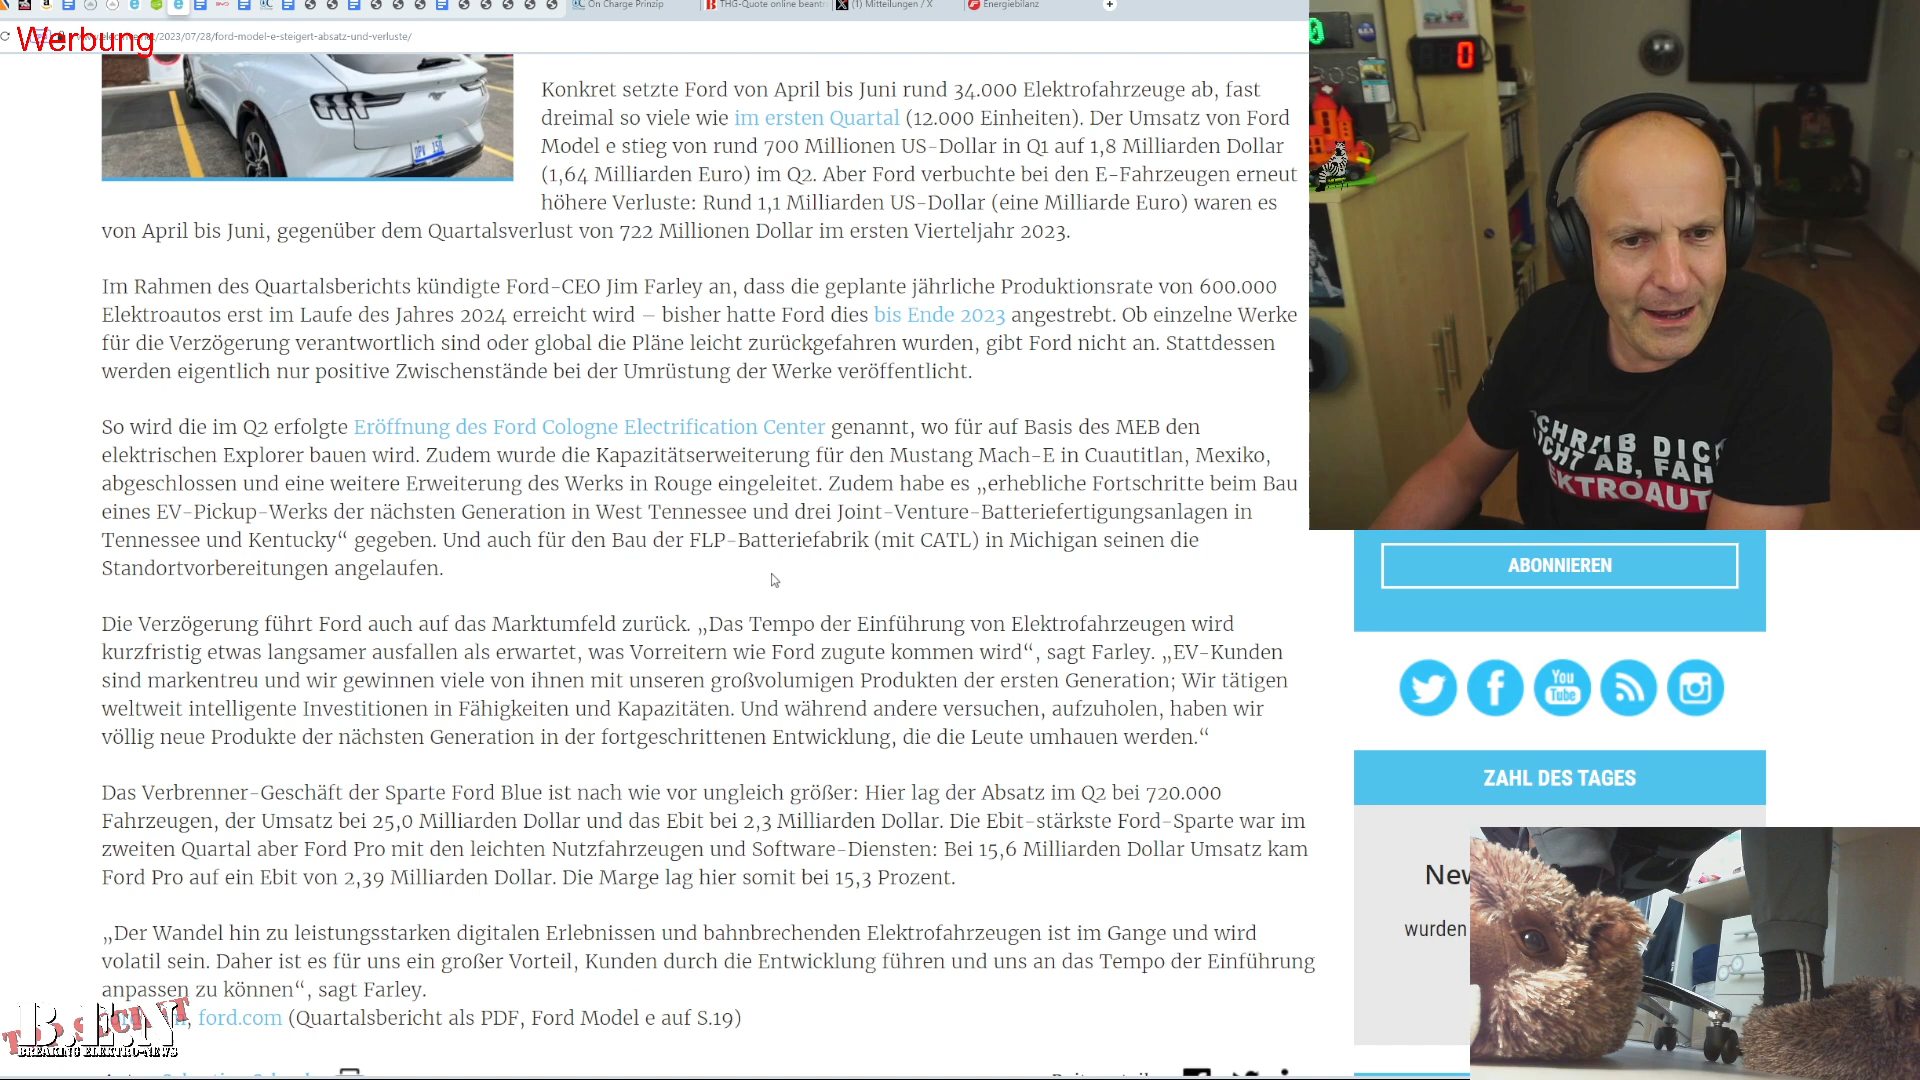 On Charge Prinzip
THG-Quote online beantr
(1) Mitteilungen / X
Energiebilanz
Werbung
/2023/07/28/ford-model-e-steigert-absatz-und-verluste/
Konkret setzte Ford von April bis Juni rund 34.000 Elektrofahrzeuge ab, fast
dreimal so viele wie im ersten Quartal (12.000 Einheiten). Der Umsatz von Ford
Model e stieg von rund 700 Millionen US-Dollar in Q1 auf 1,8 Milliarden Dollar
(1,64 Milliarden Euro) im Q2. Aber Ford verbuchte bei den E-Fahrzeugen erneut
höhere Verluste: Rund 1,1 Milliarden US-Dollar (eine Milliarde Euro) waren es
von April bis Juni, gegenüber dem Quartalsverlust von 722 Millionen Dollar im ersten Vierteljahr 2023.
Im Rahmen des Quartalsberichts kündigte Ford-CEO Jim Farley an, dass die geplante jährliche Produktionsrate von 600.000
Elektroautos erst im Laufe des Jahres 2024 erreicht wird – bisher hatte Ford dies bis Ende 2023 angestrebt. Ob einzelne Werke
für die Verzögerung verantwortlich sind oder global die Pläne leicht zurückgefahren wurden, gibt Ford nicht an. Stattdessen
werden eigentlich nur positive Zwischenstände bei der Umrüstung der Werke veröffentlicht.
So wird die im Q2 erfolgte Eröffnung des Ford Cologne Electrification Center genannt, wo für auf Basis des MEB den
elektrischen Explorer bauen wird. Zudem wurde die Kapazitätserweiterung für den Mustang Mach-E in Cuautitlan, Mexiko,
abgeschlossen und eine weitere Erweiterung des Werks in Rouge eingeleitet. Zudem habe es „erhebliche Fortschritte beim Bau
eines EV-Pickup-Werks der nächsten Generation in West Tennessee und drei Joint-Venture-Batteriefertigungsanlagen in
Tennessee und Kentucky“ gegeben. Und auch für den Bau der FLP-Batteriefabrik (mit CATL) in Michigan seinen die
Standortvorbereitungen angelaufen.
Die Verzögerung führt Ford auch auf das Marktumfeld zurück. „Das Tempo der Einführung von Elektrofahrzeugen wird
kurzfristig etwas langsamer ausfallen als erwartet, was Vorreitern wie Ford zugute kommen wird“, sagt Farley. „EV-Kunden
sind markentreu und wir gewinnen viele von ihnen mit unseren großvolumigen Produkten der ersten Generation; Wir tätigen
weltweit intelligente Investitionen in Fähigkeiten und Kapazitäten. Und während andere versuchen, aufzuholen, haben wir
völlig neue Produkte der nächsten Generation in der fortgeschrittenen Entwicklung, die die Leute umhauen werden.“
Das Verbrenner-Geschäft der Sparte Ford Blue ist nach wie vor ungleich größer: Hier lag der Absatz im Q2 bei 720.000
Fahrzeugen, der Umsatz bei 25,0 Milliarden Dollar und das Ebit bei 2,3 Milliarden Dollar. Die Ebit-stärkste Ford-Sparte war im
zweiten Quartal aber Ford Pro mit den leichten Nutzfahrzeugen und Software-Diensten: Bei 15,6 Milliarden Dollar Umsatz kam
Ford Pro auf ein Ebit von 2,39 Milliarden Dollar. Die Marge lag hier somit bei 15,3 Prozent.
„Der Wandel hin zu leistungsstarken digitalen Erlebnissen und bahnbrechenden Elektrofahrzeugen ist im Gange und wird
volatil sein. Daher ist es für uns ein großer Vorteil, Kunden durch die Entwicklung führen und uns an das Tempo der Einführung
anpassen zu können“, sagt Farley.
ford.com (Quartalsbericht als PDF, Ford Model e auf S.19)
B.E.N
BREAKING ELEKTRO-NEWS
0
SCHREIB DICH
NICHT AB, FAHR
ELEKTROAUTO
ABONNIEREN
You
Tube
ZAHL DES TAGES
New
wurden